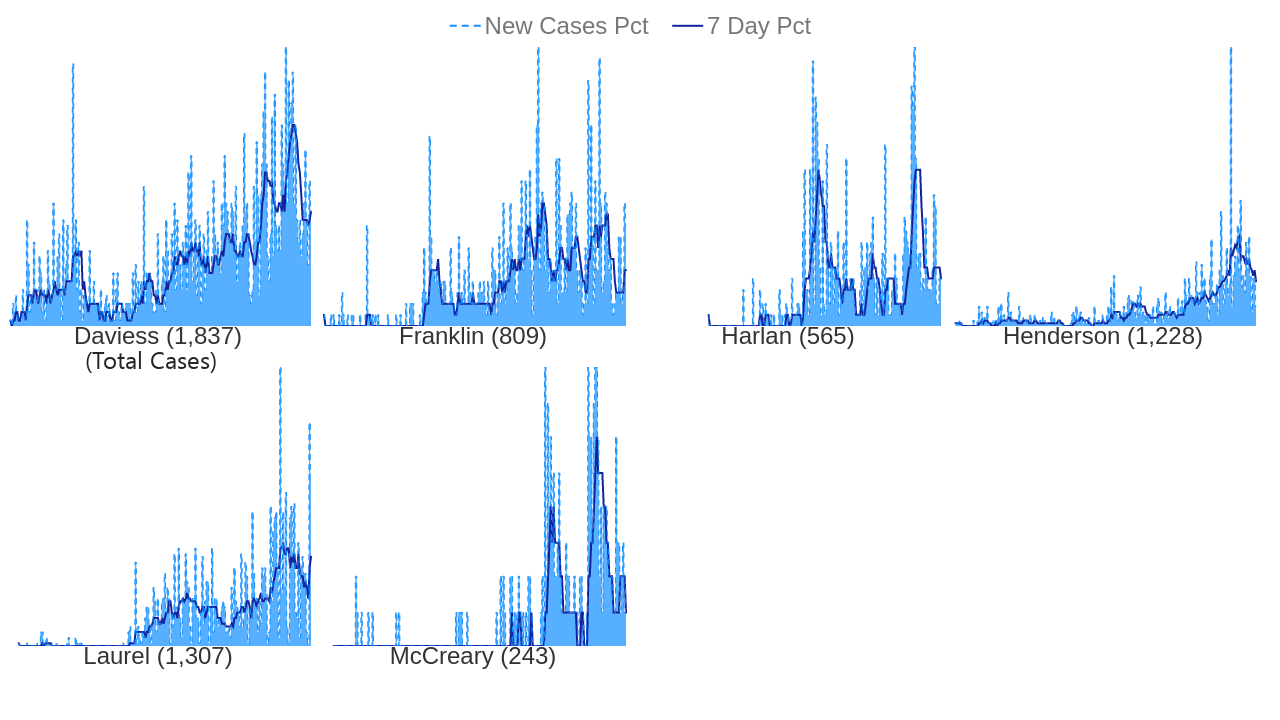 New Cases Pct 7 Day Pct
Daviess (1,837) Franklin (809) Harlan (565) Henderson (1,228)
(Total Cases)
Laurel (1,307) McCreary (243)